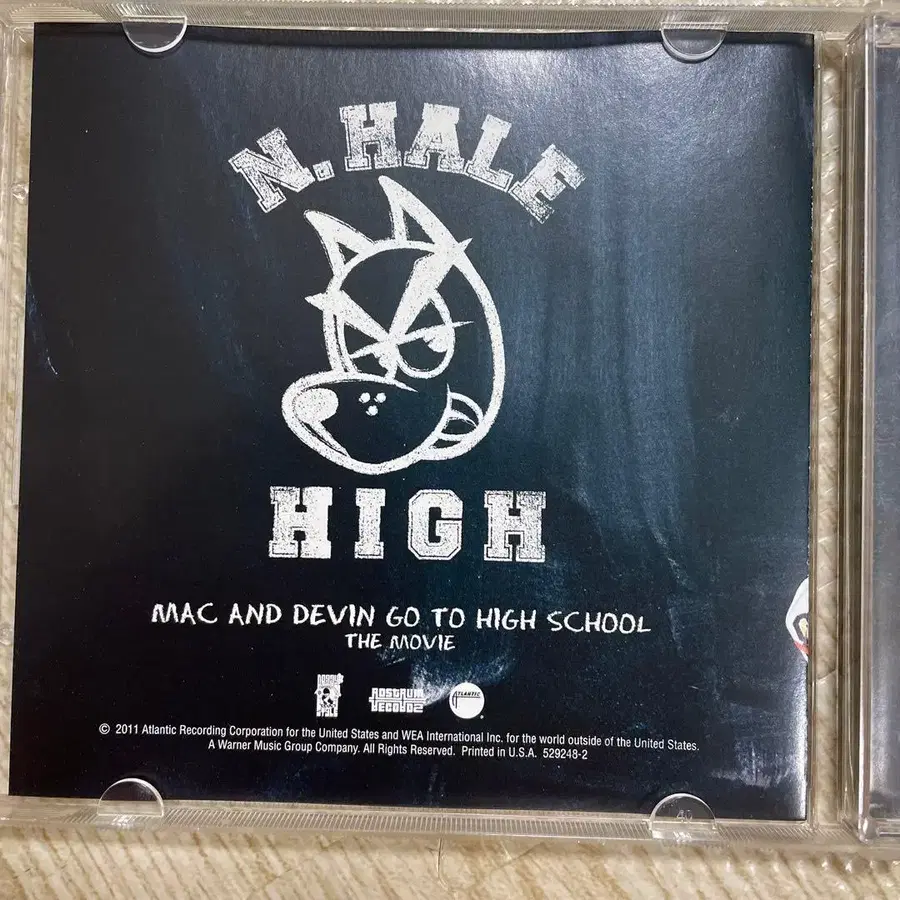 N. HALE
HIGH
MAC AND DEVIN GO TO HIGH SCHOOL
THE MOVIE
ROSTRUM RECORDS ATLANTIC
© 2011 Atlantic Recording Corporation for the United States and WEA International Inc. for the world outside of the United States.
A Warner Music Group Company. All Rights Reserved. Printed in U.S.A. 529248-2